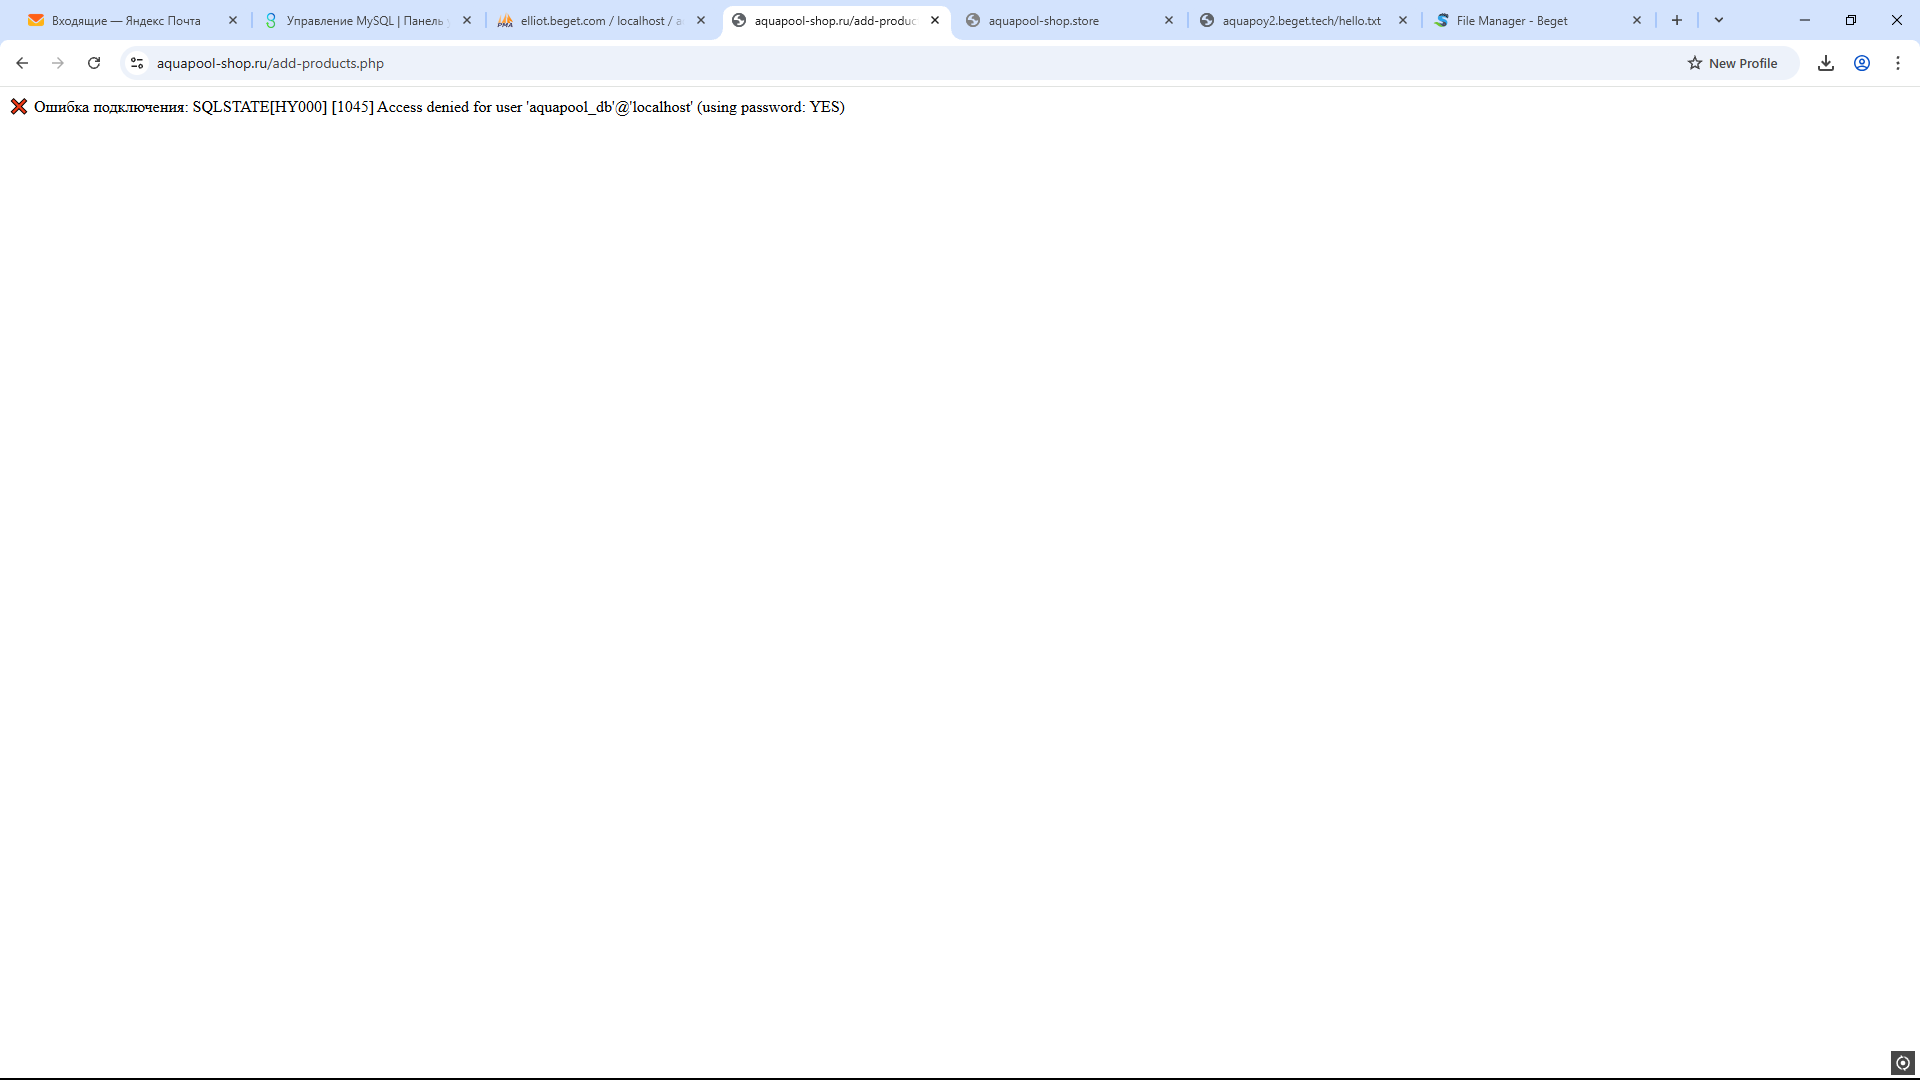 Входящие — Яндекс Почта
Управление MySQL | Панель
elliot.beget.com / localhost / a
aquapool-shop.ru/add-produc
aquapool-shop.store
aquapoy2.beget.tech/hello.txt
File Manager - Beget
aquapool-shop.ru/add-products.php
New Profile
Ошибка подключения: SQLSTATE[HY000] [1045] Access denied for user 'aquapool_db'@'localhost' (using password: YES)